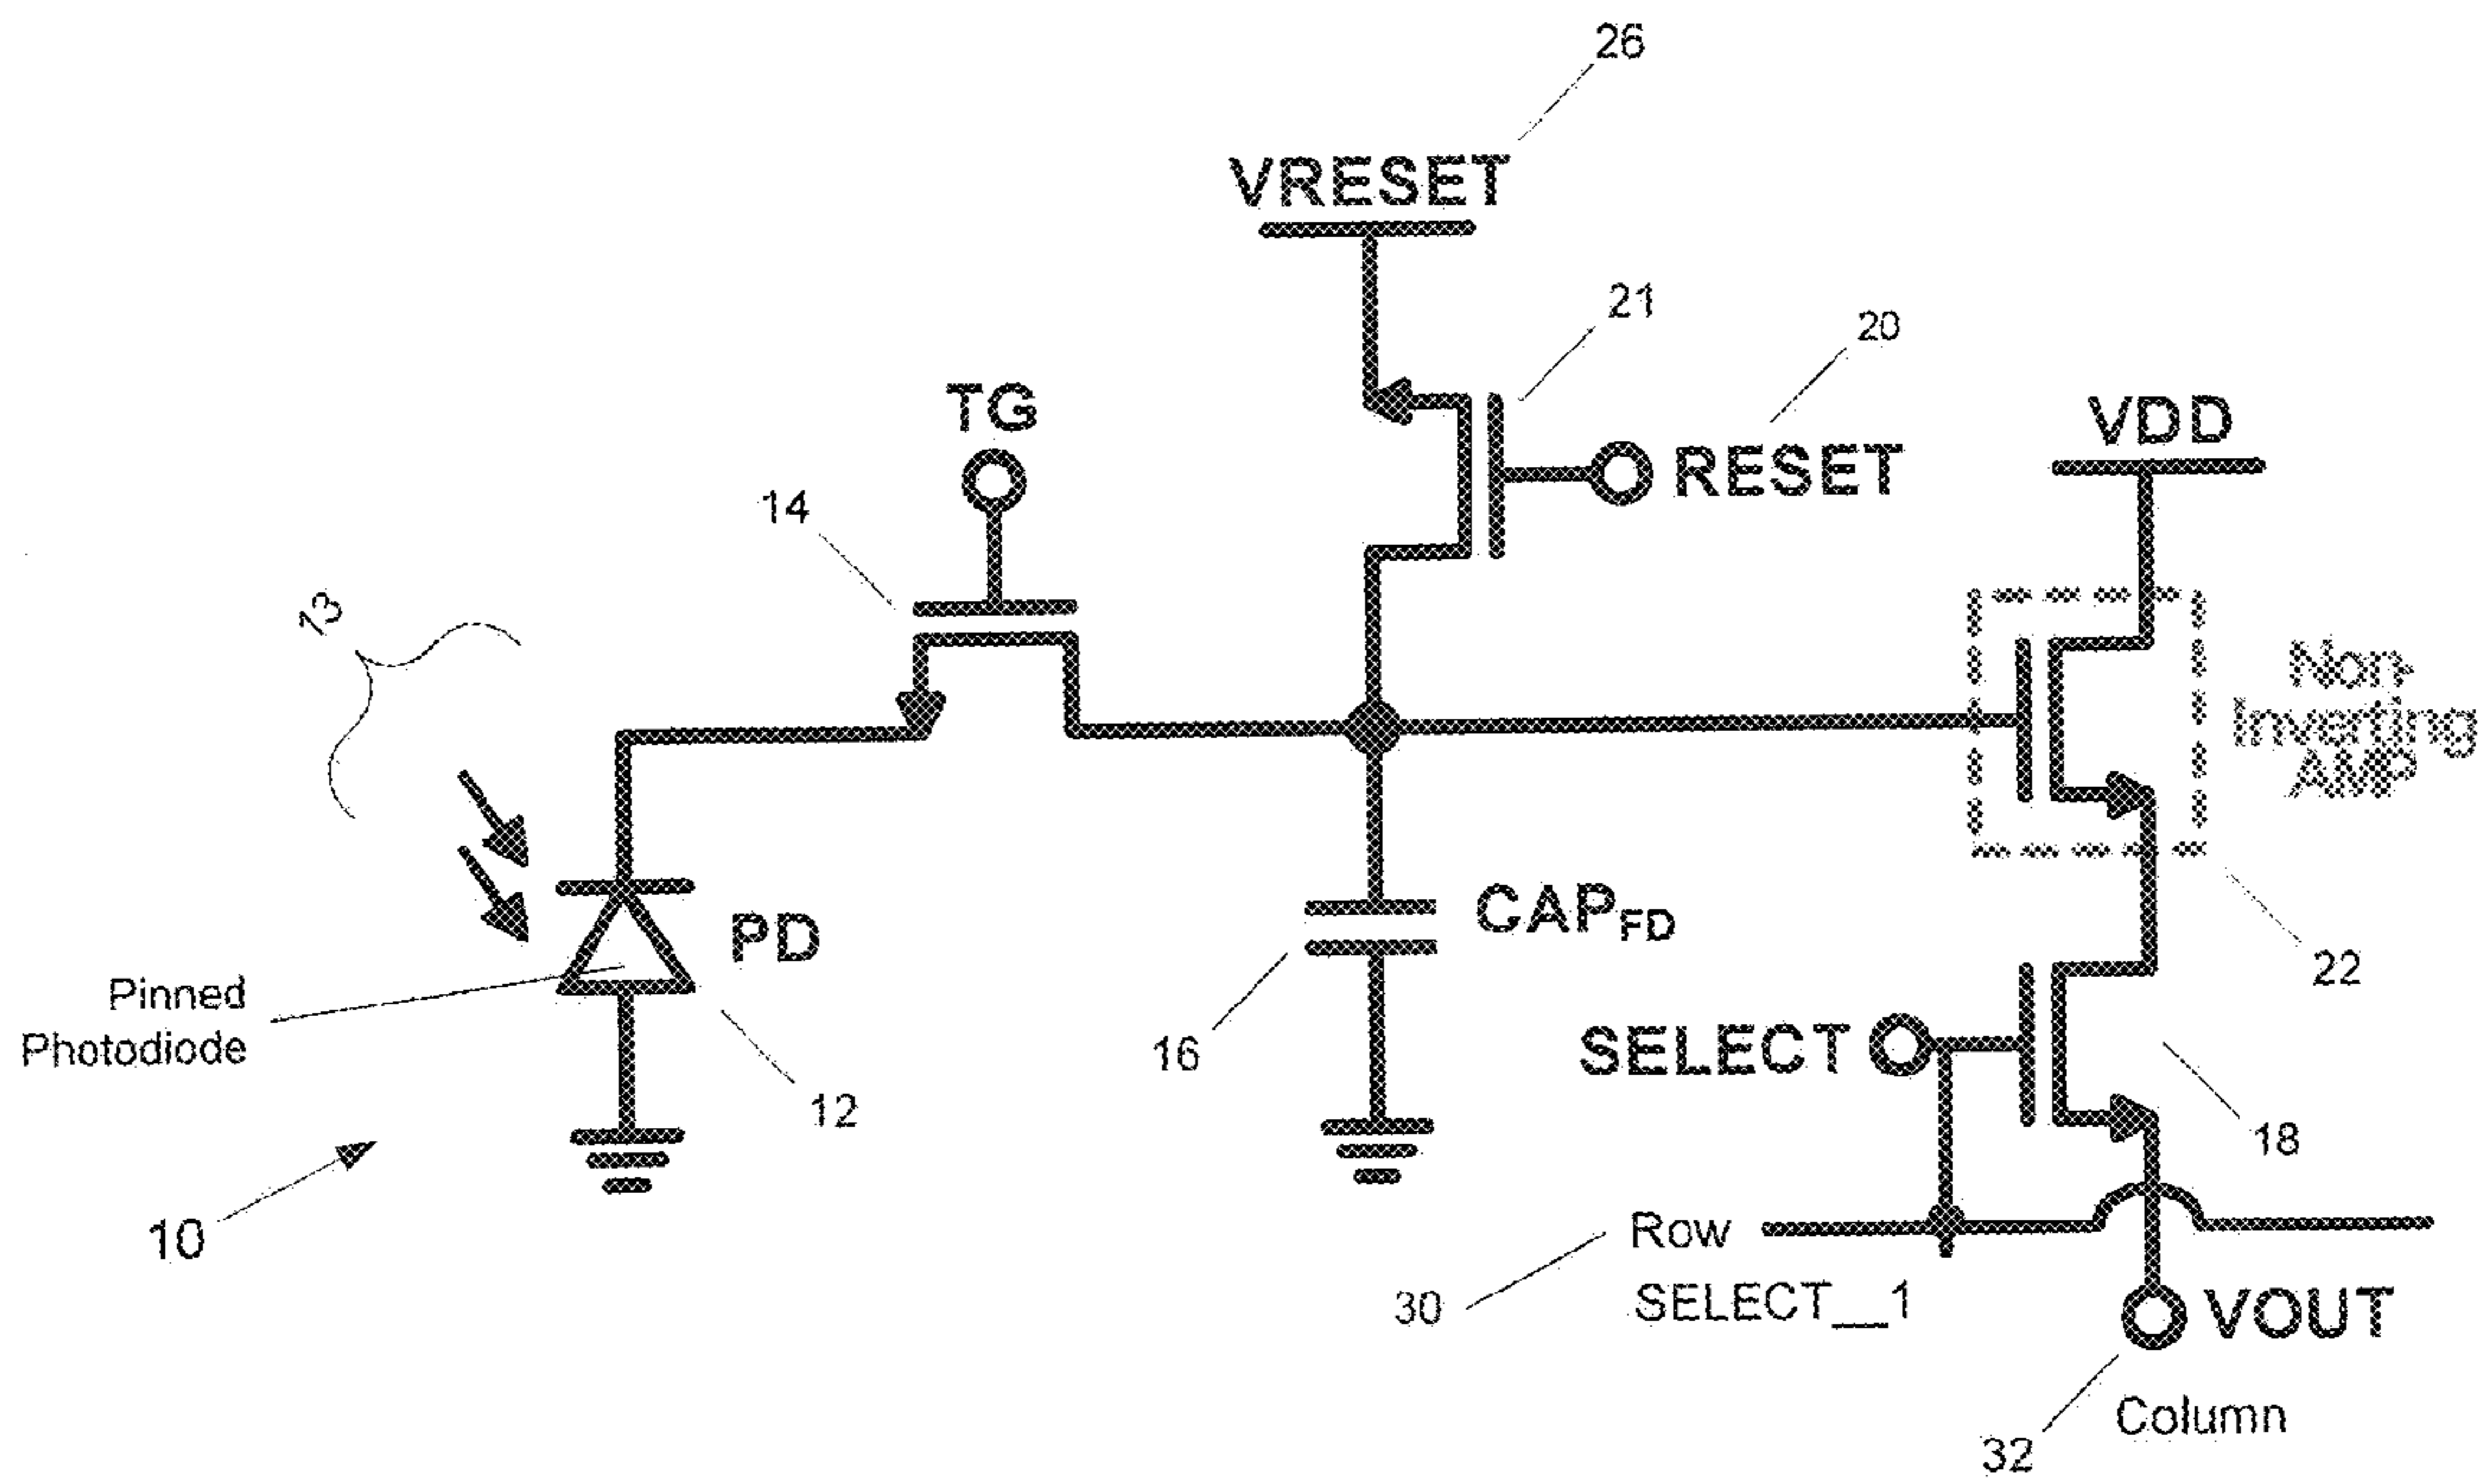 26
VRESET
21
20
RESET
VDD
TG
14
13
Non-
Inverting
AMP
PD
CAPFD
22
Pinned
Photodiode
12
16
SELECT
18
10
Row
SELECT__1
30
VOUT
Column
32